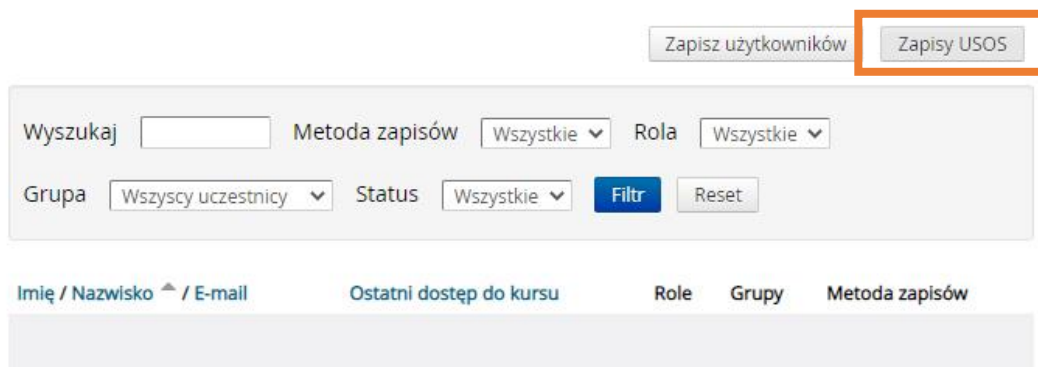 Zapisz użytkowników Zapisy USOS
Wyszukaj Metoda zapisów Wszystkie Rola Wszystkie
Grupa Wszyscy uczestnicy Status Wszystkie Filtr Reset
Imię / Nazwisko / E-mail Ostatni dostęp do kursu Role Grupy Metoda zapisów